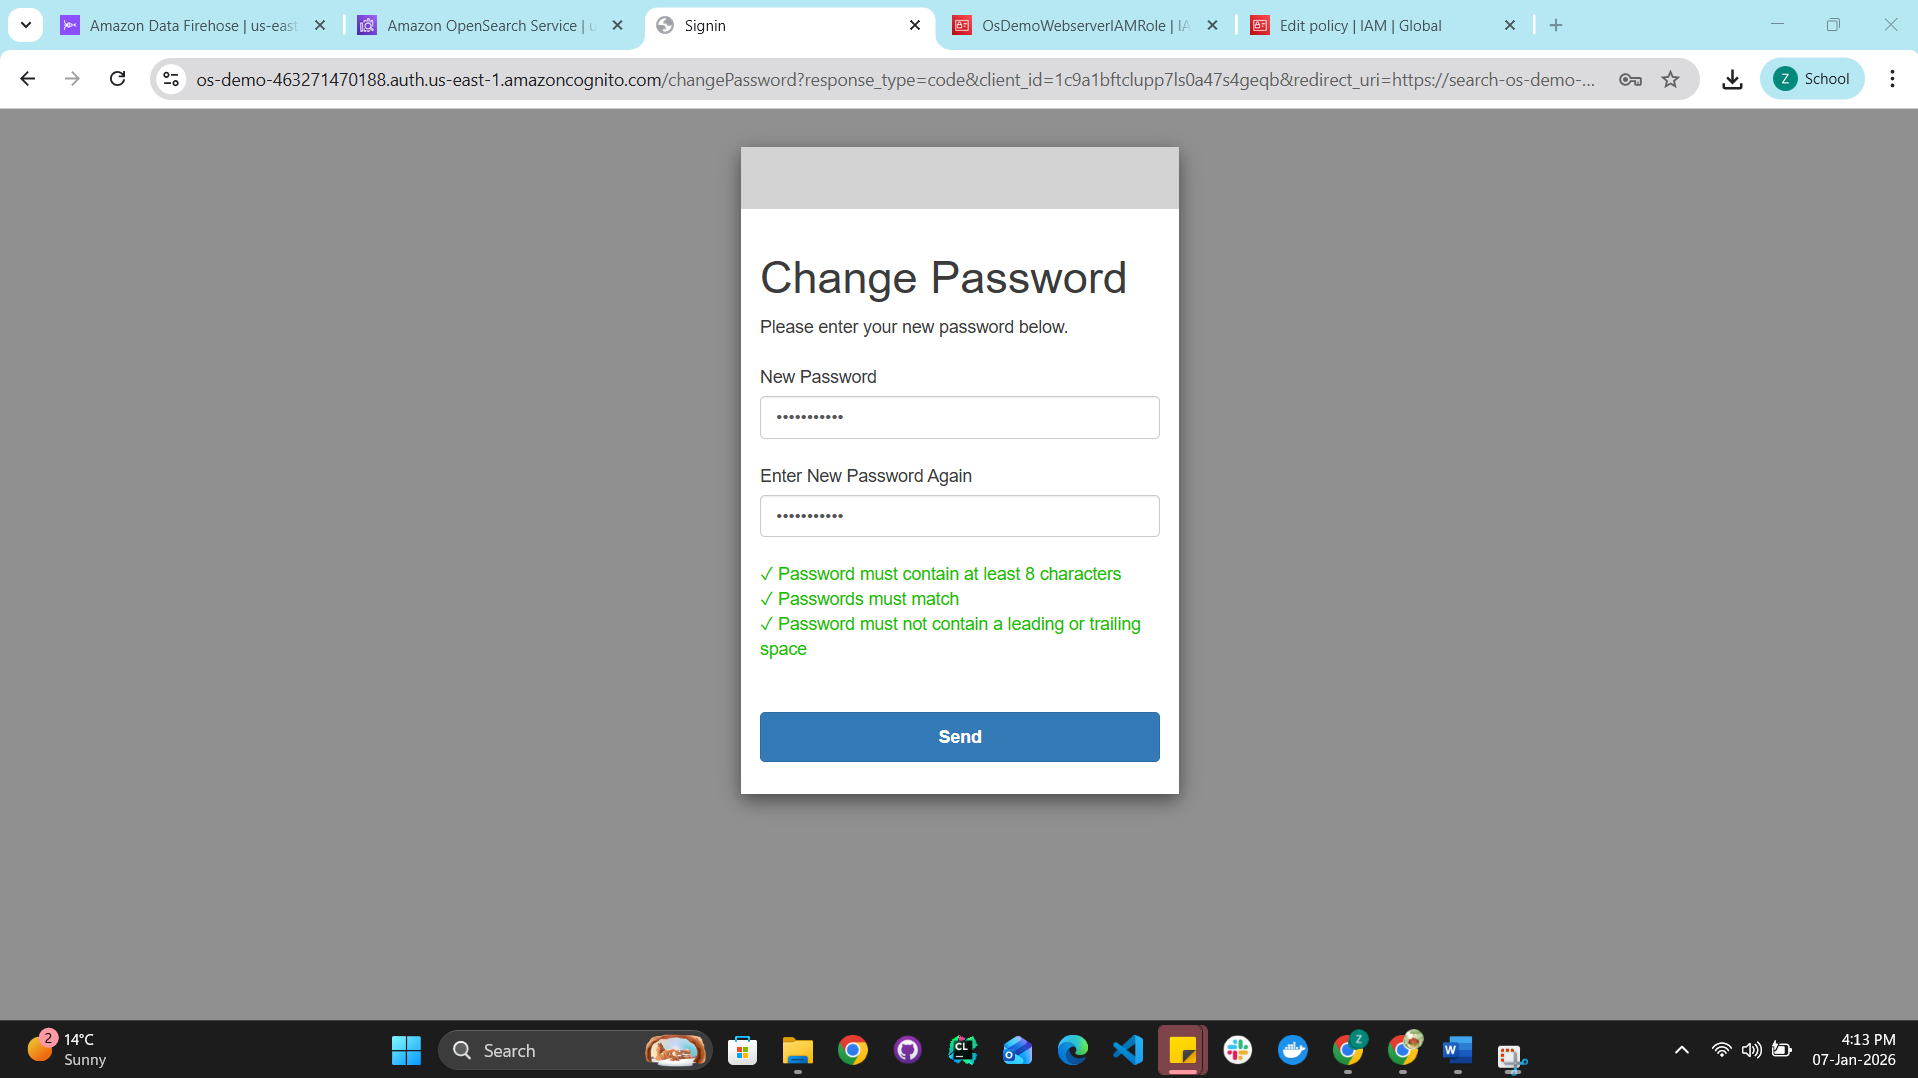 Amazon Data Firehose | us-east
Amazon OpenSearch Service | u
Signin
OsDemoWebserverIAMRole | IA
Edit policy | IAM | Global
os-demo-463271470188.auth.us-east-1.amazoncognito.com/changePassword?response_type=code&client_id=1c9a1bftclupp7ls0a47s4geqb&redirect_uri=https://search-os-demo-...
Z School
Change Password
Please enter your new password below.
New Password
•••••••••••
Enter New Password Again
•••••••••••
✓ Password must contain at least 8 characters
✓ Passwords must match
✓ Password must not contain a leading or trailing
space
Send
2
14°C
Sunny
Search
CL
Z
W
4:13 PM
07-Jan-2026